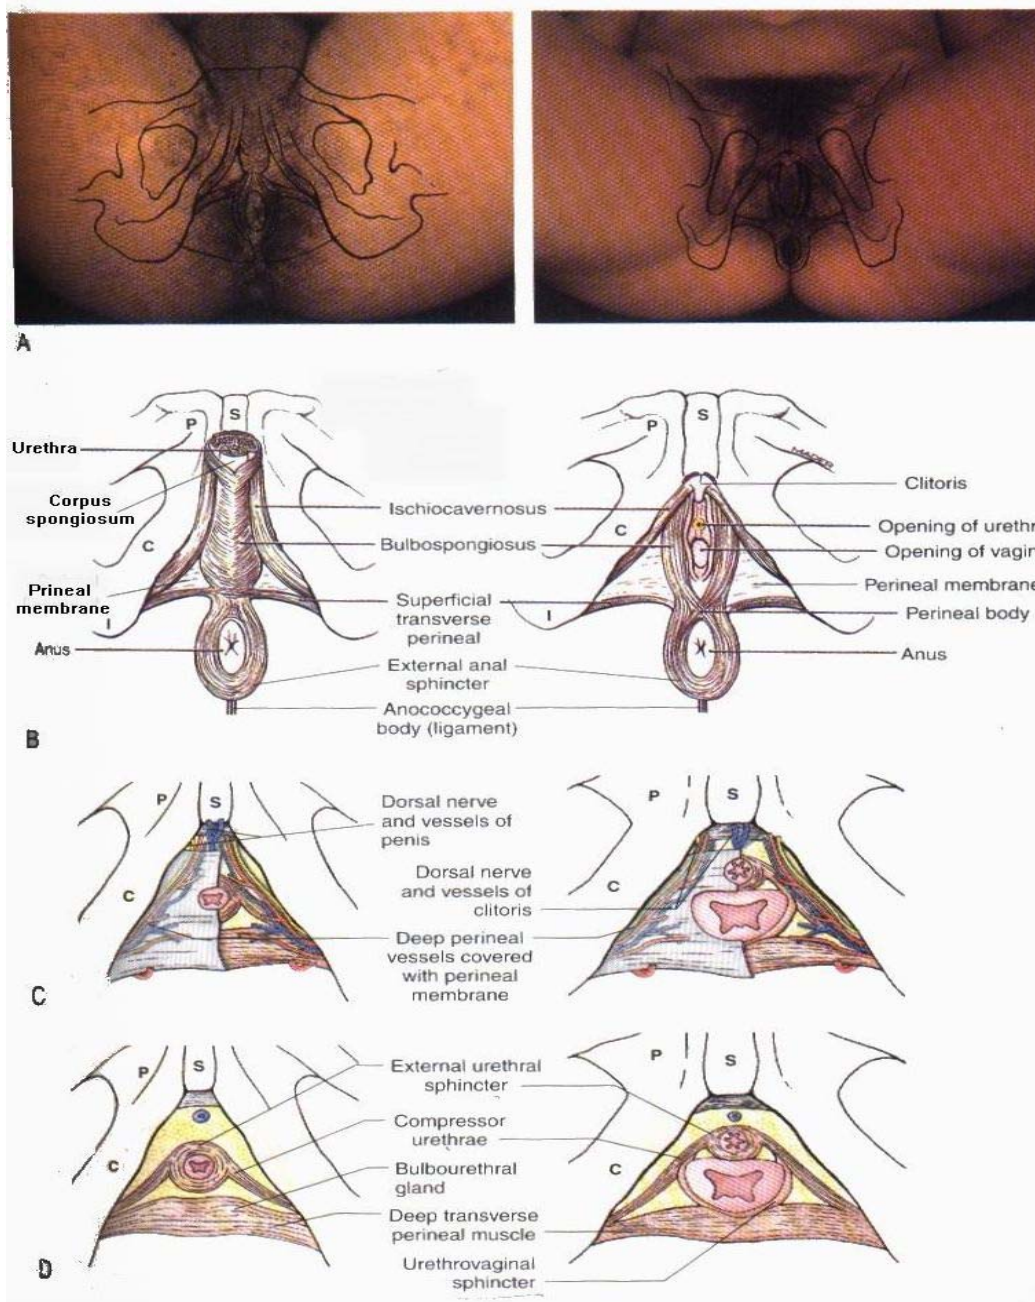 A
P
S
Urethra
Corpus
spongiosum
C
Prineal
membrane
I
Anus
Ischiocavernosus
Bulbospongiosus
Superficial
transverse
perineal
External anal
sphincter
Anococcygeal
body (ligament)
P
S
MADER
Clitoris
C
Opening of urethr
Opening of vagin
Perineal membrane
I
Perineal body
Anus
B
P
S
C
Dorsal nerve
and vessels of
penis
Dorsal nerve
and vessels of
clitoris
Deep perineal
vessels covered
with perineal
membrane
P
S
C
C
P
S
C
External urethral
sphincter
Compressor
urethrae
Bulbourethral
gland
Deep transverse
perineal muscle
Urethrovaginal
sphincter
P
S
C
D